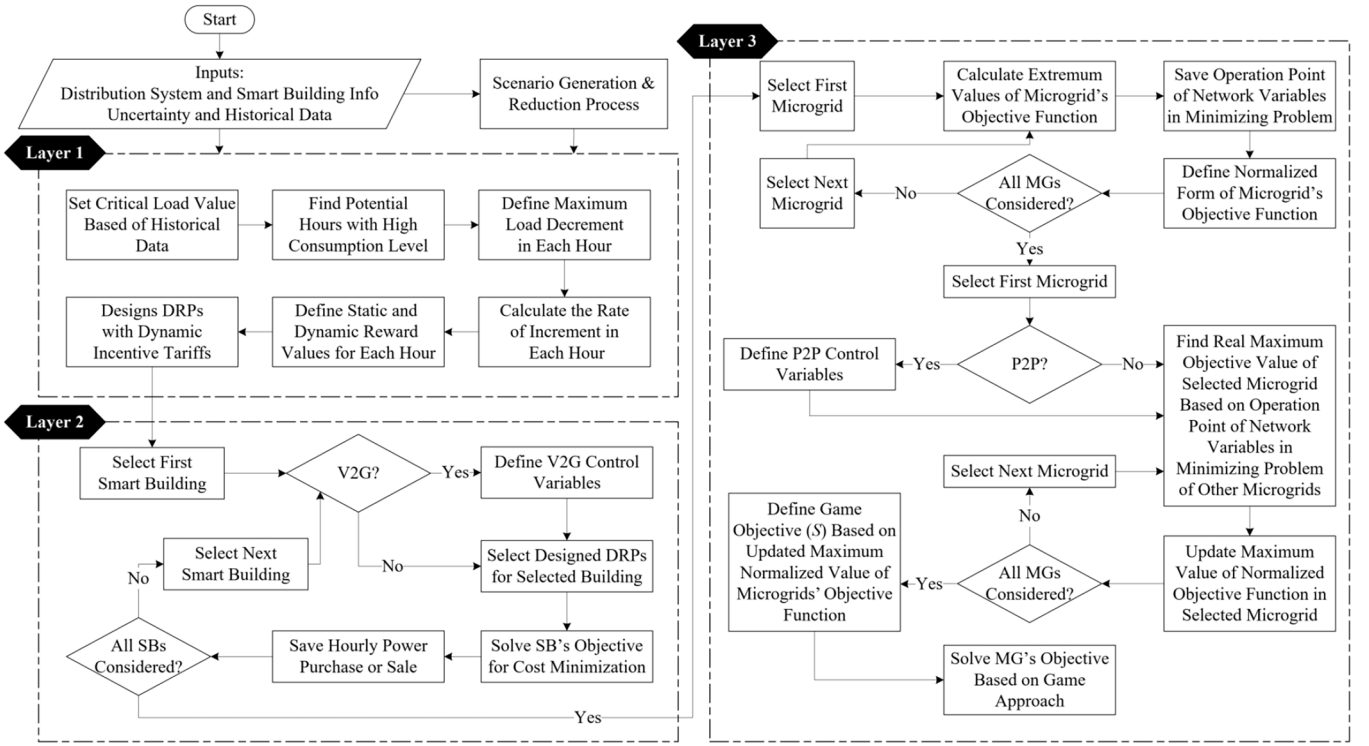 Start
Inputs:
Distribution System and Smart Building Info
Uncertainty and Historical Data
Scenario Generation &
Reduction Process
Layer 1
Set Critical Load Value
Based of Historical
Data
Find Potential
Hours with High
Consumption Level
Define Maximum
Load Decrement
in Each Hour
Designs DRPs
with Dynamic
Incentive Tariffs
Define Static and
Dynamic Reward
Values for Each Hour
Calculate the Rate
of Increment in
Each Hour
Layer 2
Select First
Smart Building
V2G?
Yes
Define V2G Control
Variables
No
Select Next
Smart Building
No
Select Designed DRPs
for Selected Building
All SBs
Considered?
Save Hourly Power
Purchase or Sale
Solve SB's Objective
for Cost Minimization
Yes
Layer 3
Select First
Microgrid
Calculate Extremum
Values of Microgrid's
Objective Function
Save Operation Point
of Network Variables
in Minimizing Problem
Select Next
Microgrid
No
All MGs
Considered?
Define Normalized
Form of Microgrid's
Objective Function
Yes
Select First Microgrid
Define P2P Control
Variables
Yes
P2P?
No
Find Real Maximum
Objective Value of
Selected Microgrid
Based on Operation
Point of Network
Variables in
Minimizing Problem
of Other Microgrids
Select Next Microgrid
No
Define Game
Objective (S) Based on
Updated Maximum
Normalized Value of
Microgrids' Objective
Function
Yes
All MGs
Considered?
Update Maximum
Value of Normalized
Objective Function in
Selected Microgrid
Solve MG's Objective
Based on Game
Approach